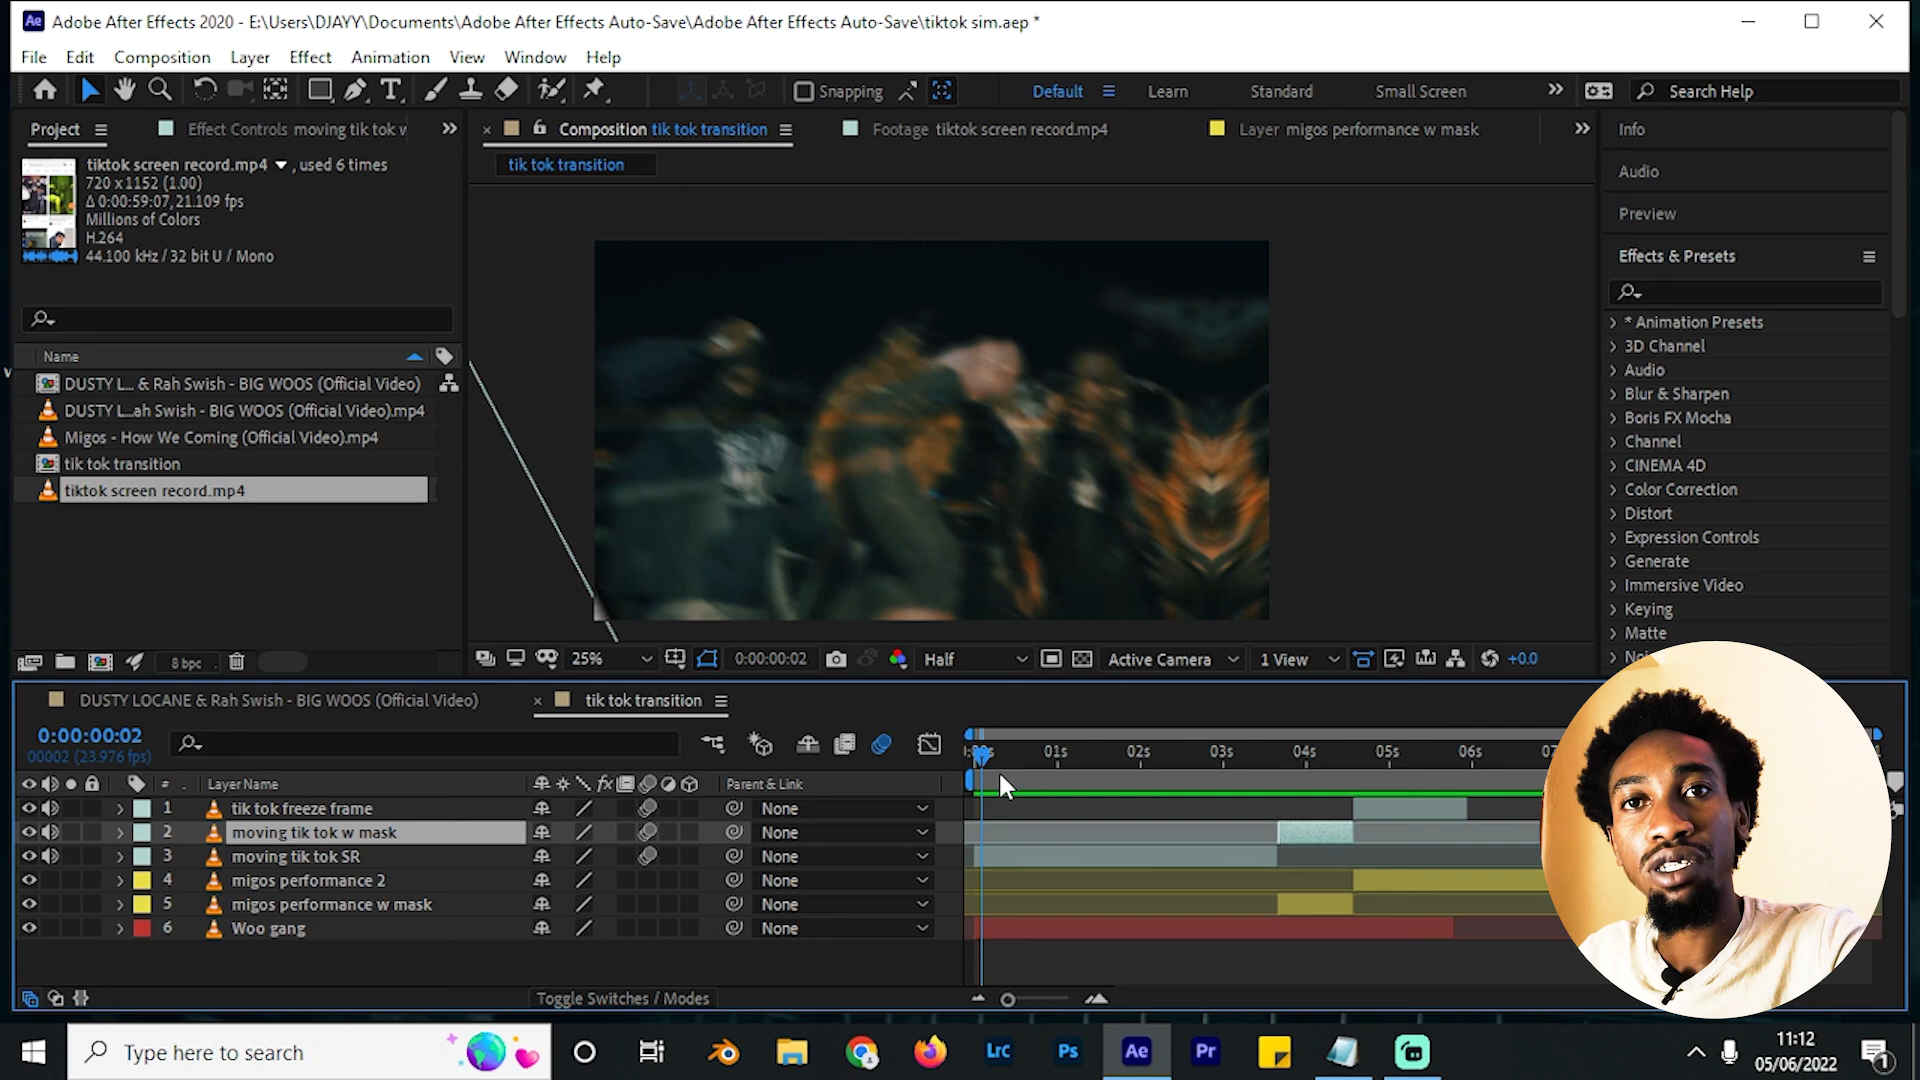 Adobe After Effects 2020 - E:\Users\DJAYY\Documents\Adobe After Effects Auto-Save\Adobe After Effects Auto-Save\tiktok sim.aep *
File Edit Composition Layer Effect Animation View Window Help
Snapping Default Learn Standard Small Screen Search Help
Project Effect Controls moving tik tok w Composition tik tok transition Footage tiktok screen record.mp4 Layer migos performance w mask Info
tiktok screen record.mp4 , used 6 times
720 x 1152 (1.00)
Δ 0:00:59:07, 21.109 fps
Millions of Colors
H.264
44.100 kHz / 32 bit U / Mono
tik tok transition
Audio
Preview
Effects & Presets
* Animation Presets
3D Channel
Audio
Blur & Sharpen
Boris FX Mocha
Channel
CINEMA 4D
Color Correction
Distort
Expression Controls
Generate
Immersive Video
Keying
Matte
Name
DUSTY L... & Rah Swish - BIG WOOS (Official Video)
DUSTY L...ah Swish - BIG WOOS (Official Video).mp4
Migos - How We Coming (Official Video).mp4
tik tok transition
tiktok screen record.mp4
8 bpc
25% 0:00:00:02 Half Active Camera 1 View +0.0
DUSTY LOCANE & Rah Swish - BIG WOOS (Official Video) tik tok transition
0:00:00:02
00002 (23.976 fps)
01s 02s 03s 04s 05s 06s
# Layer Name Parent & Link
1 tik tok freeze frame None
2 moving tik tok w mask None
3 moving tik tok SR None
4 migos performance 2 None
5 migos performance w mask None
6 Woo gang None
Toggle Switches / Modes
Type here to search
LrC Ps Ae Pr
11:12
05/06/2022
1